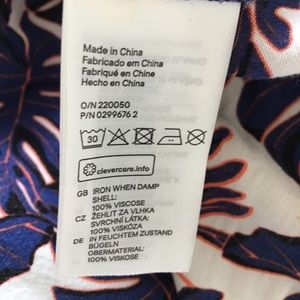 Made in China
Fabricado em China
Fabriqué en Chine
Hecho en China
O/N 220050
P/N 0299676 2
30
clevercare.info
GB IRON WHEN DAMP
SHELL:
100% VISCOSE
CZ ŽEHLIT ZA VLHKA
SVRCHNÍ LÁTKA:
100% VISKÓZA
DE IN FEUCHTEM ZUSTAND
BÜGELN
OBERMATERIAL:
100% VISKOSE